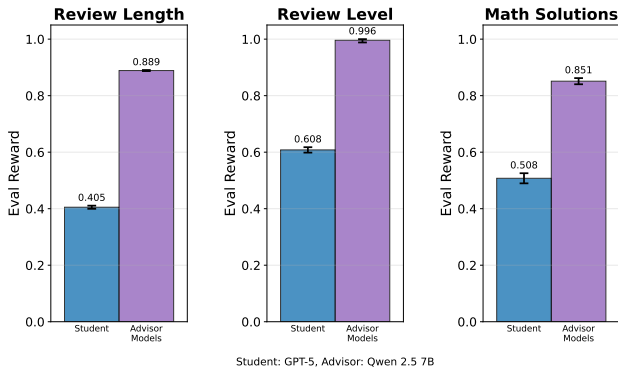 Review Length
Eval Reward
1.0
0.8
0.6
0.4
0.2
0.0
0.405
0.889
Student
Advisor
Models
Review Level
Eval Reward
1.0
0.8
0.6
0.4
0.2
0.0
0.608
0.996
Student
Advisor
Models
Math Solutions
Eval Reward
1.0
0.8
0.6
0.4
0.2
0.0
0.508
0.851
Student
Advisor
Models
Student: GPT-5, Advisor: Qwen 2.5 7B